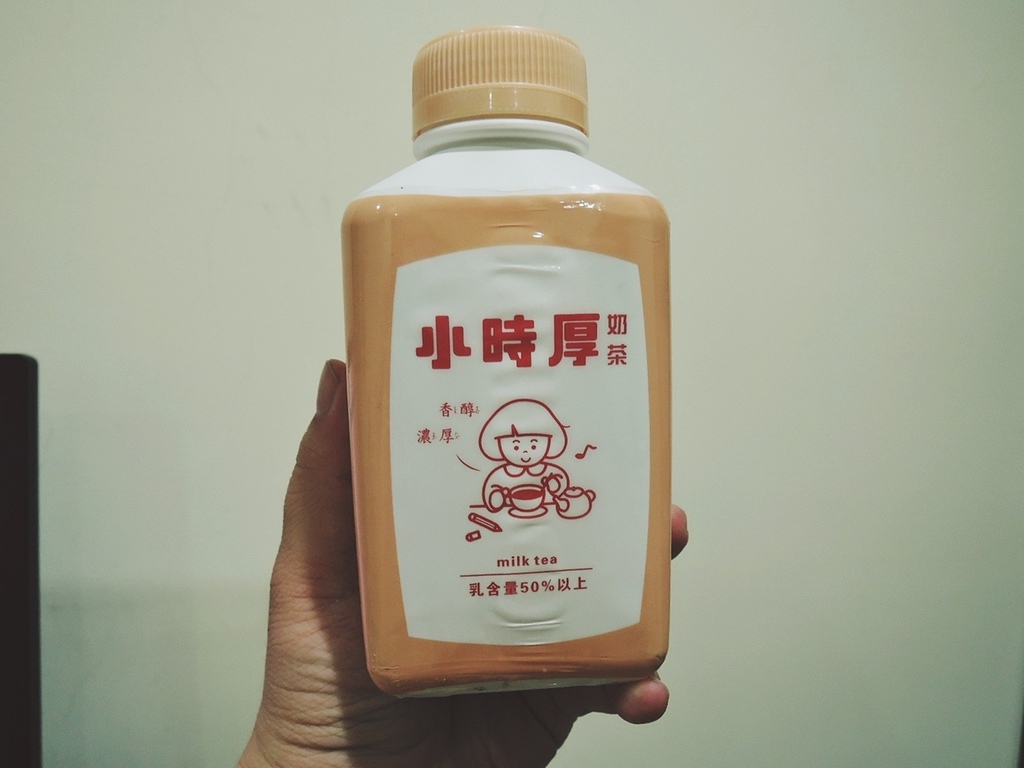 小時厚奶茶
香醇
濃厚
milk tea
乳含量50%以上